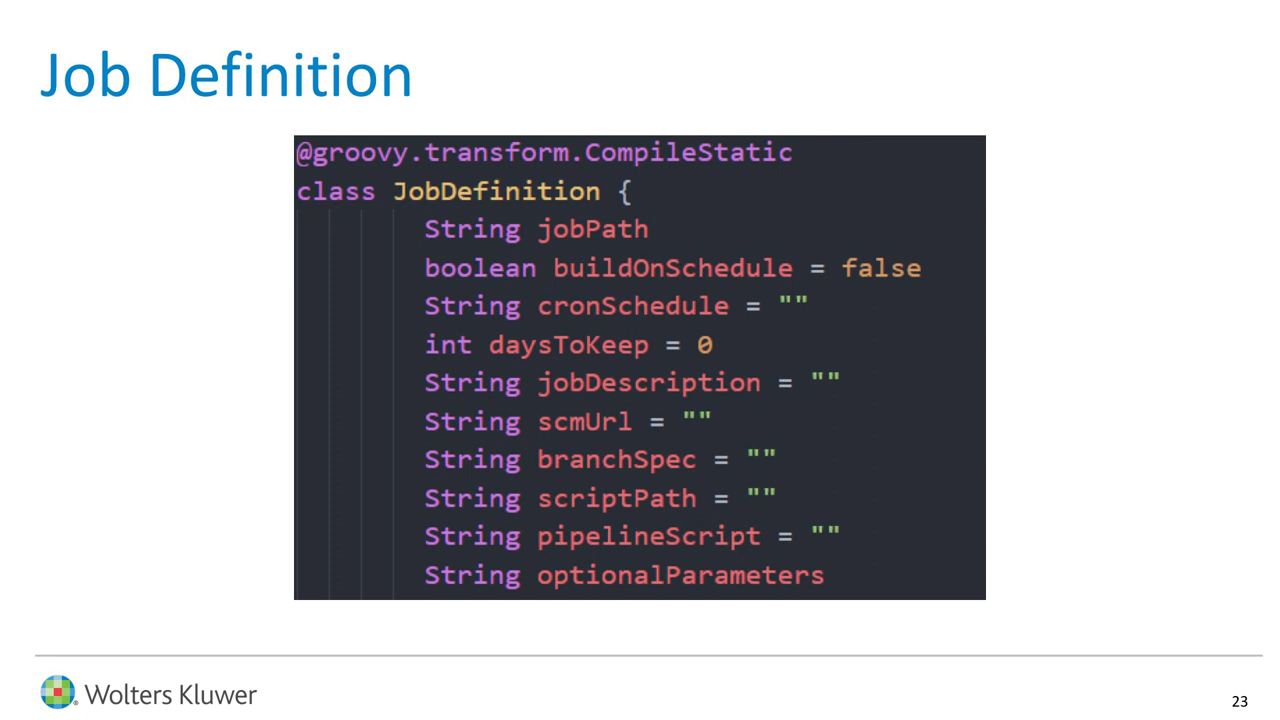 Job Definition
@groovy.transform.CompileStatic
class JobDefinition {
String jobPath
boolean buildOnSchedule = false
String cronSchedule = ""
int daysToKeep = 0
String jobDescription = ""
String scmUrl = ""
branchSpec = ""
String scriptPath = ""
String pipelineScript = ""
String optionalParameters
Wolters Kluwer
23